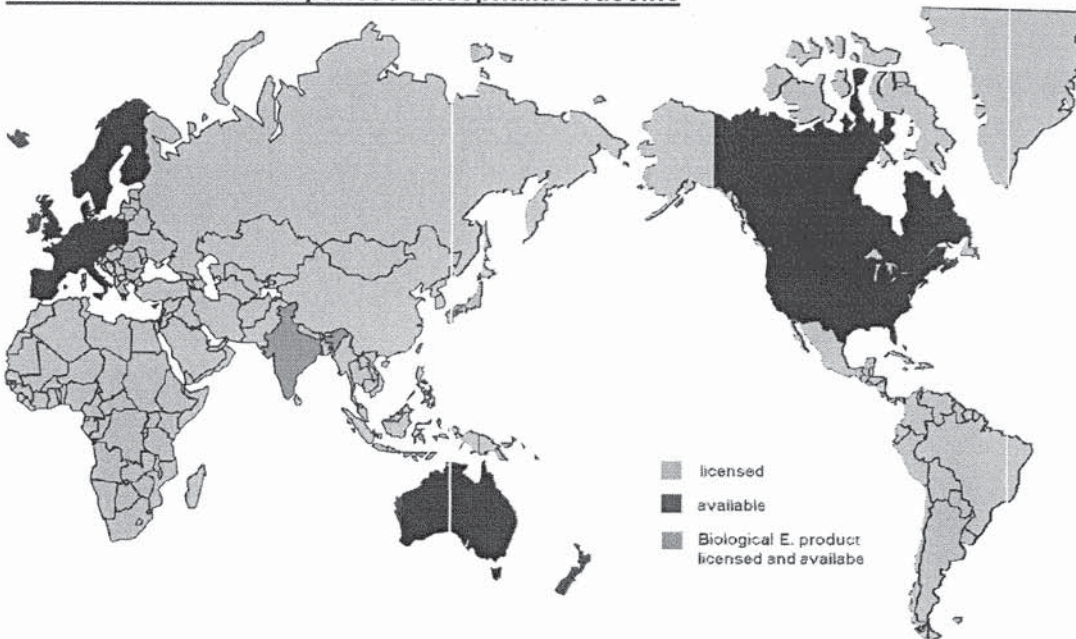 licensed
available
Biological E. product
licensed and availabe